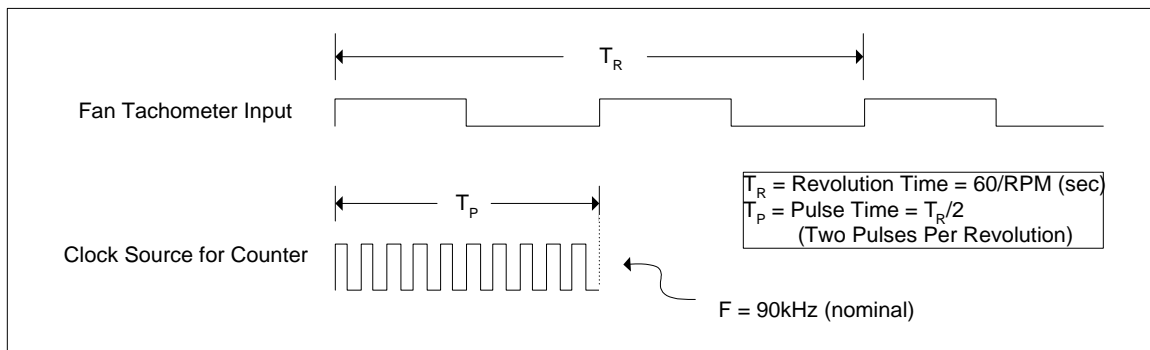 T_R
Fan Tachometer Input
T_R = Revolution Time = 60/RPM (sec)
T_P = Pulse Time = T_R/2
(Two Pulses Per Revolution)
T_P
Clock Source for Counter
F = 90kHz (nominal)